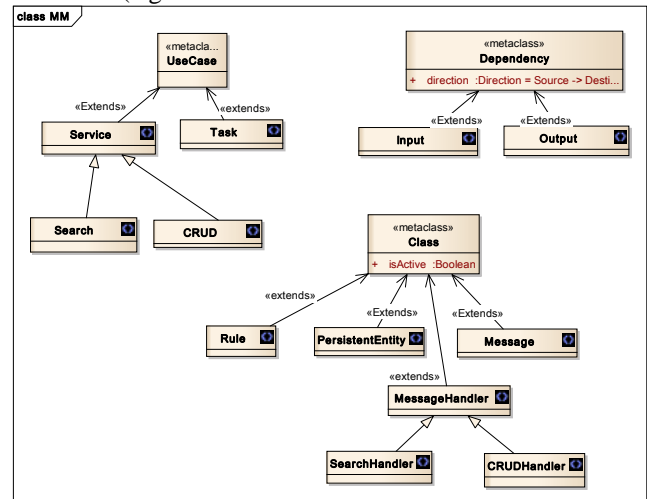 class MM
«metacla...
UseCase
«metaclass»
Dependency
+ direction :Direction = Source -> Desti...
«Extends»
«extends»
«Extends»
«Extends»
Service
Task
Input
Output
Search
CRUD
«metaclass»
Class
+ isActive :Boolean
«extends»
«Extends»
«Extends»
Rule
PersistentEntity
Message
«extends»
MessageHandler
SearchHandler
CRUDHandler